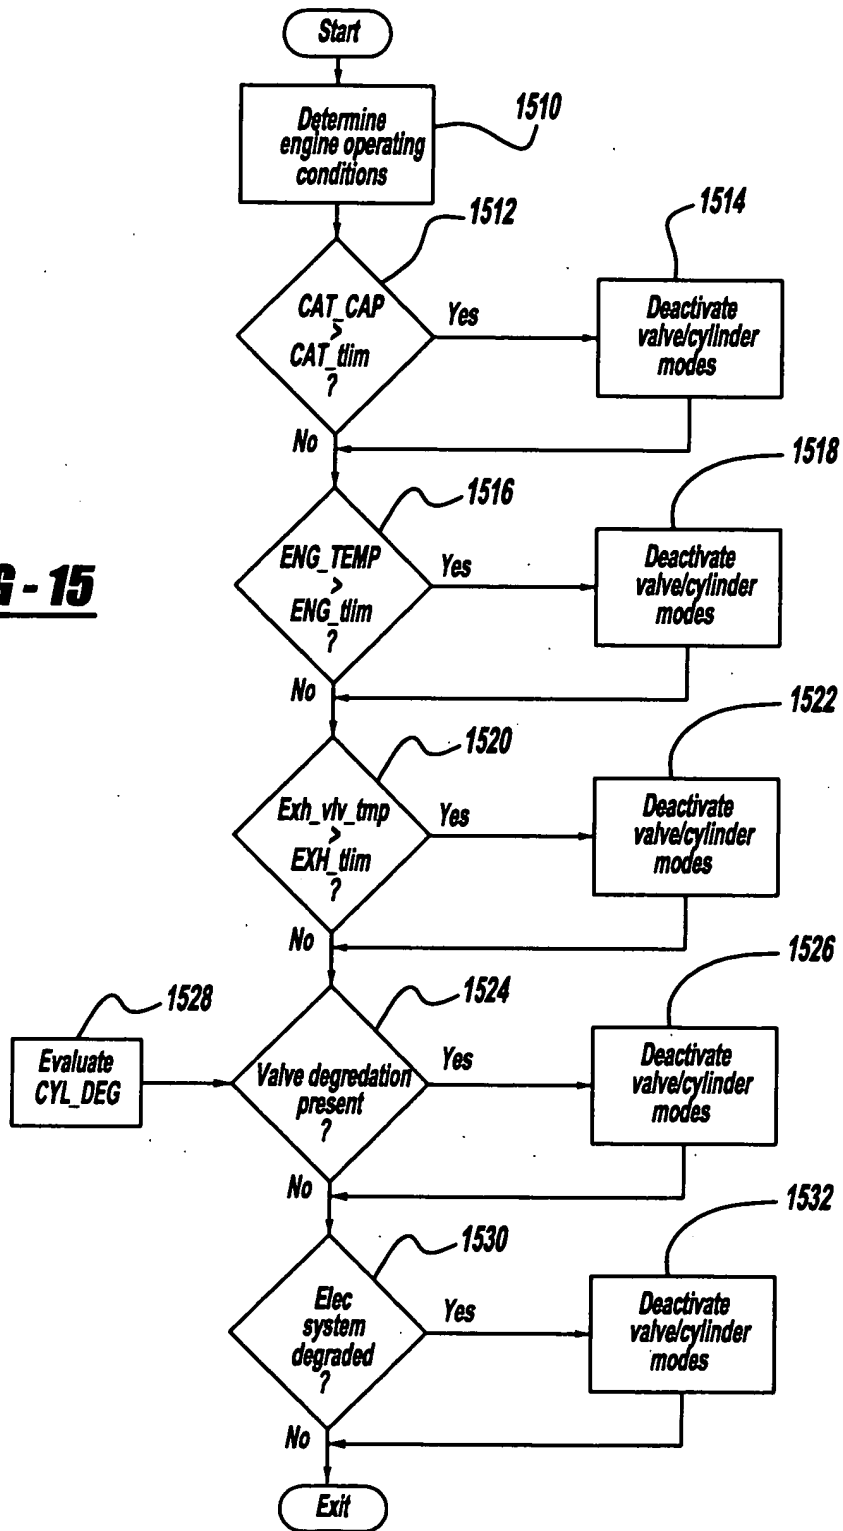 Start
Determine
engine operating
conditions
1510
1512
CAT_CAP
>
CAT_tlim
?
Yes
1514
Deactivate
valve/cylinder
modes
No
1516
ENG_TEMP
>
ENG_tlim
?
Yes
1518
Deactivate
valve/cylinder
modes
No
G - 15
1520
Exh_vlv_tmp
>
EXH_tlim
?
Yes
1522
Deactivate
valve/cylinder
modes
No
1528
Evaluate
CYL_DEG
1524
Valve degredation
present
?
Yes
1526
Deactivate
valve/cylinder
modes
No
1530
Elec
system
degraded
?
Yes
1532
Deactivate
valve/cylinder
modes
No
Exit